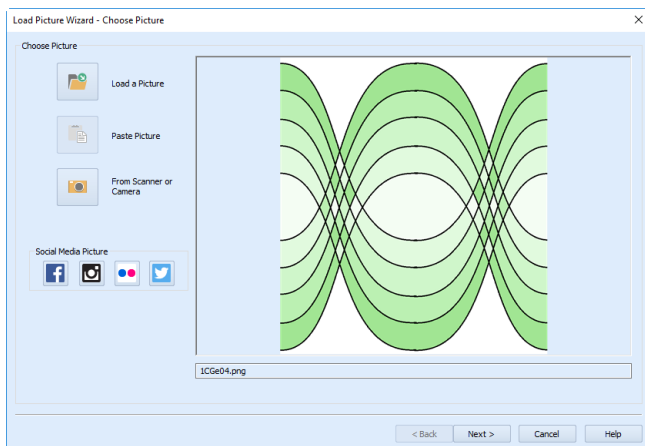 Load Picture Wizard - Choose Picture
Choose Picture
Load a Picture
Paste Picture
From Scanner or
Camera
Social Media Picture
1CGe04.png
< Back
Next >
Cancel
Help